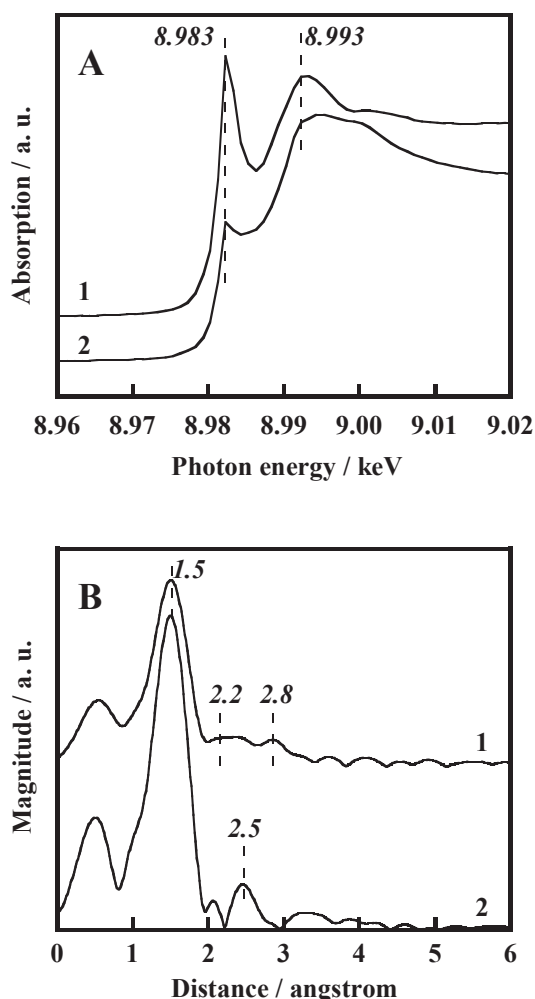 8.983 8.993
A
Absorption / a. u.
1
2
8.96 8.97 8.98 8.99 9.00 9.01 9.02
Photon energy / keV
B
1.5
2.2 2.8
Magnitude / a. u.
1
2.5
2
0 1 2 3 4 5 6
Distance / angstrom